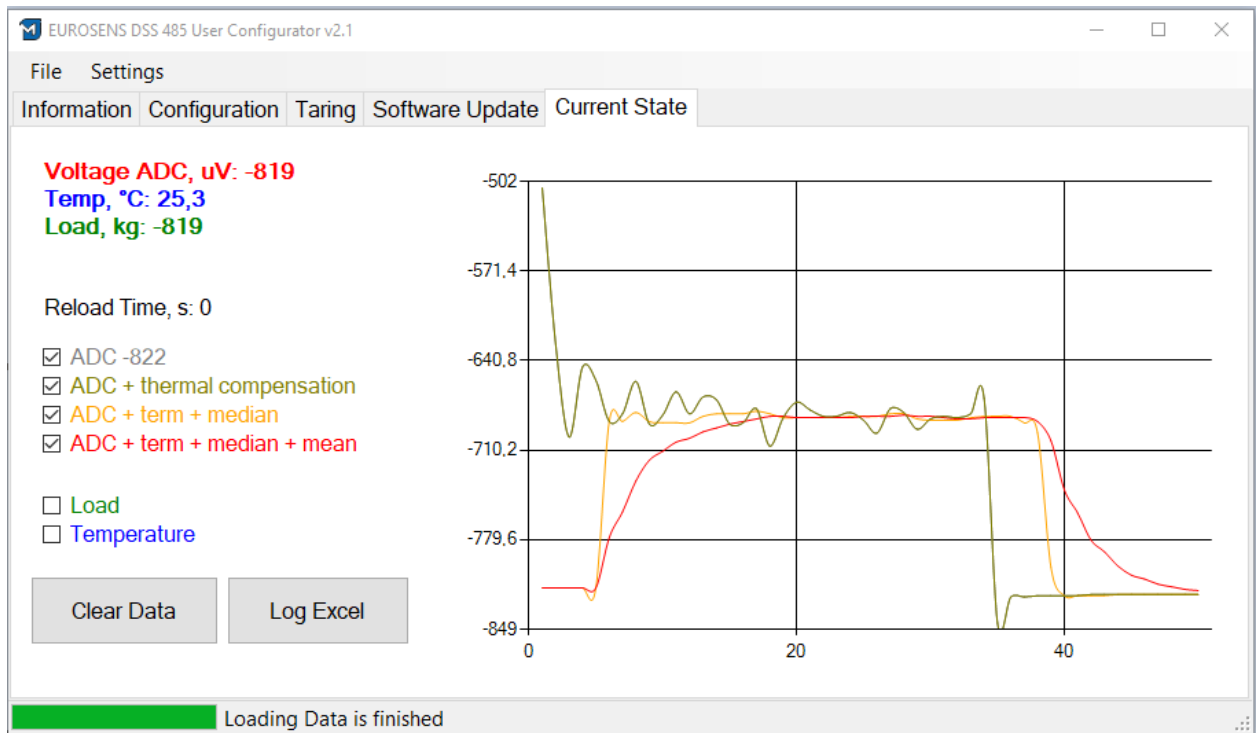 EUROSENS DSS 485 User Configurator v2.1
File Settings
Information Configuration Taring Software Update Current State
Voltage ADC, uV: -819
Temp, °C: 25,3
Load, kg: -819
Reload Time, s: 0
ADC -822
ADC + thermal compensation
ADC + term + median
ADC + term + median + mean
Load
Temperature
Clear Data Log Excel
-502
-571,4
-640,8
-710,2
-779,6
-849
0 20 40
Loading Data is finished